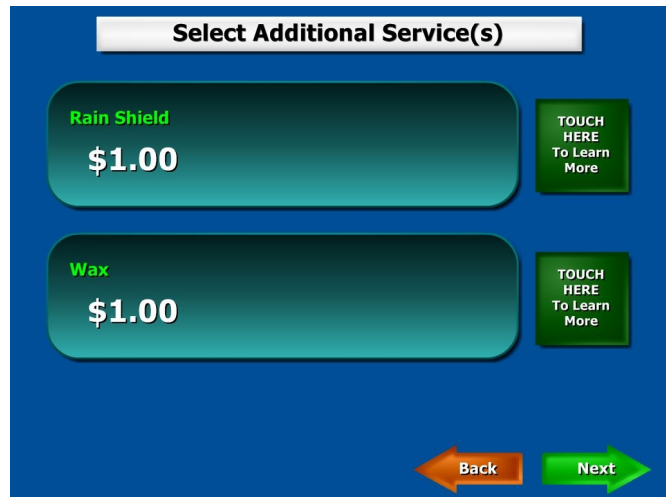 Select Additional Service(s)
Rain Shield
$1.00
TOUCH
HERE
To Learn
More
Wax
$1.00
TOUCH
HERE
To Learn
More
Back
Next